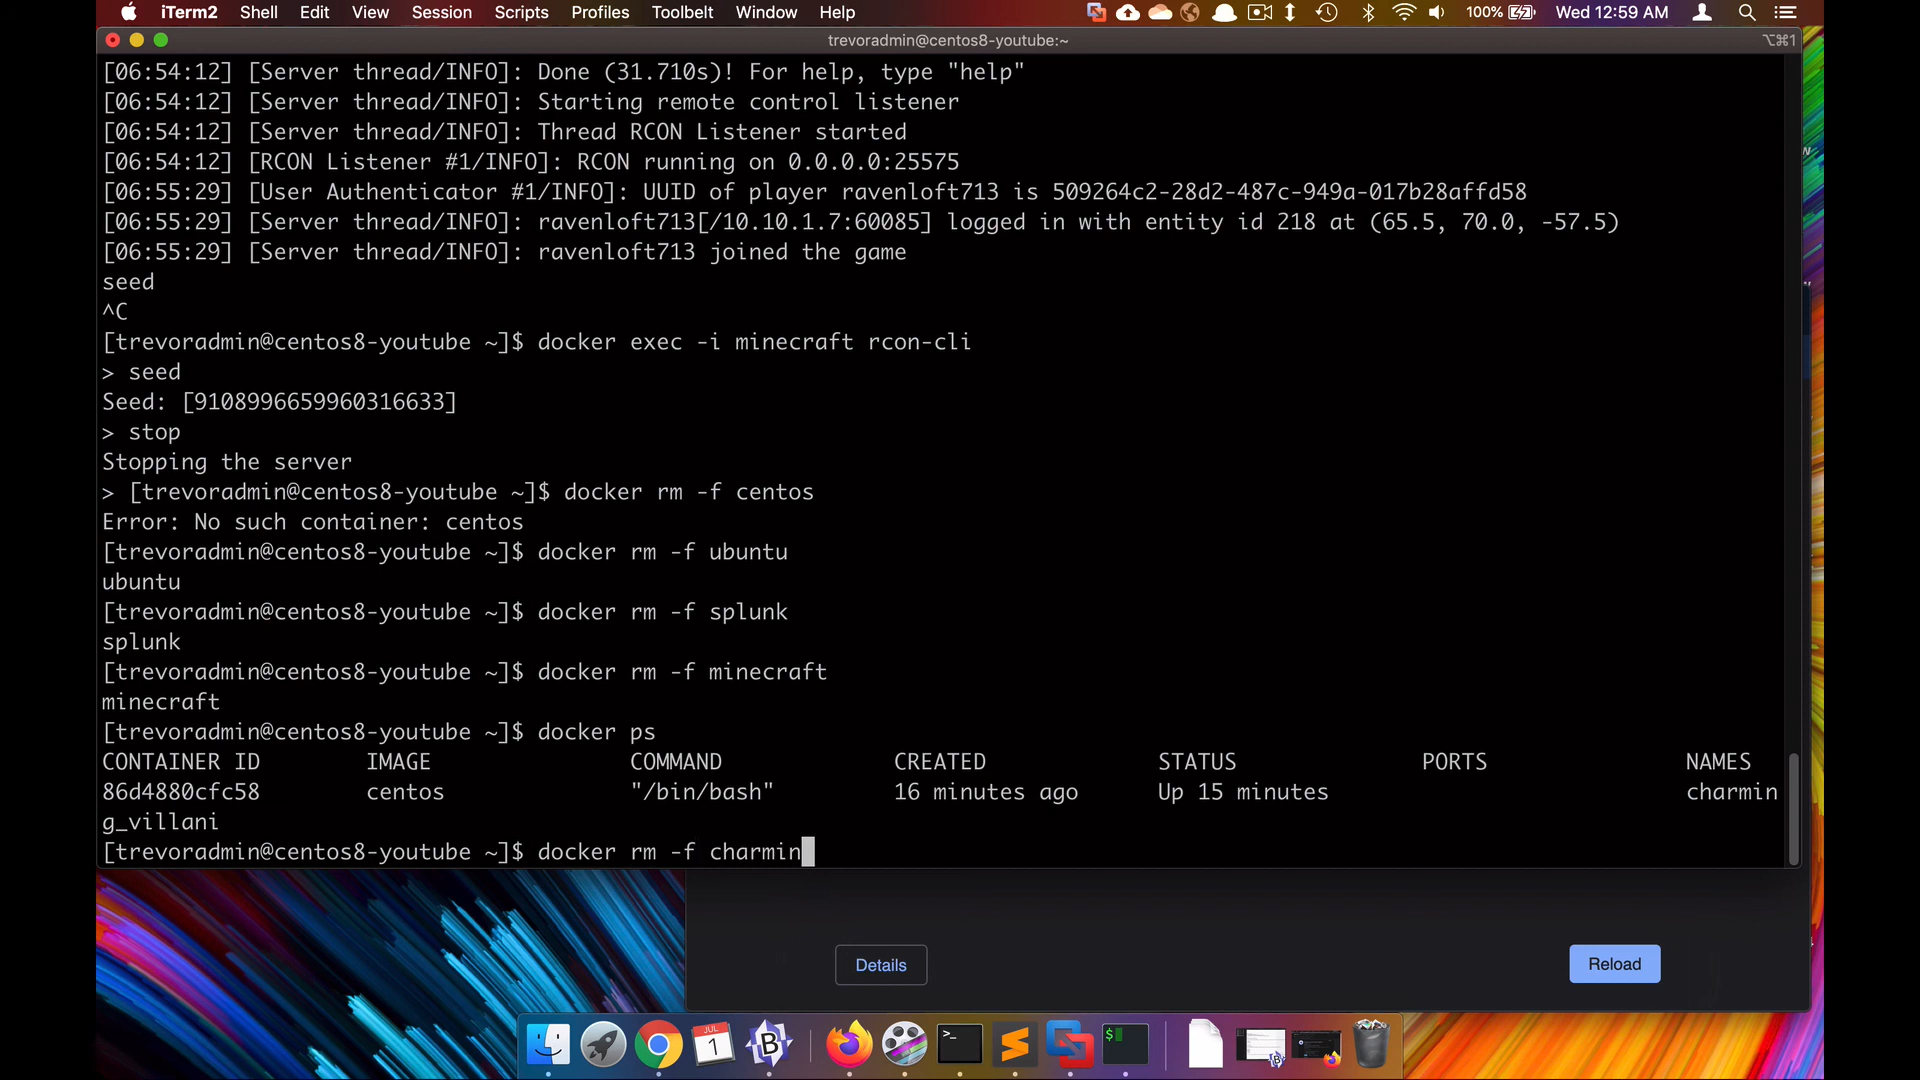 iTerm2 Shell Edit View Session Scripts Profiles Toolbelt Window Help 100% Wed 12:59 AM
trevoradmin@centos8-youtube:~ ⌥⌘1
[06:54:12] [Server thread/INFO]: Done (31.710s)! For help, type "help"
[06:54:12] [Server thread/INFO]: Starting remote control listener
[06:54:12] [Server thread/INFO]: Thread RCON Listener started
[06:54:12] [RCON Listener #1/INFO]: RCON running on 0.0.0.0:25575
[06:55:29] [User Authenticator #1/INFO]: UUID of player ravenloft713 is 509264c2-28d2-487c-949a-017b28affd58
[06:55:29] [Server thread/INFO]: ravenloft713[/10.10.1.7:60085] logged in with entity id 218 at (65.5, 70.0, -57.5)
[06:55:29] [Server thread/INFO]: ravenloft713 joined the game
seed
^C
[trevoradmin@centos8-youtube ~]$ docker exec -i minecraft rcon-cli
> seed
Seed: [9108996659960316633]
> stop
Stopping the server
> [trevoradmin@centos8-youtube ~]$ docker rm -f centos
Error: No such container: centos
[trevoradmin@centos8-youtube ~]$ docker rm -f ubuntu
ubuntu
[trevoradmin@centos8-youtube ~]$ docker rm -f splunk
splunk
[trevoradmin@centos8-youtube ~]$ docker rm -f minecraft
minecraft
[trevoradmin@centos8-youtube ~]$ docker ps
CONTAINER ID IMAGE COMMAND CREATED STATUS PORTS NAMES
86d4880cfc58 centos "/bin/bash" 16 minutes ago Up 15 minutes charmin
g_villani
[trevoradmin@centos8-youtube ~]$ docker rm -f charmin
Details Reload
JUL
1
B
>_
$